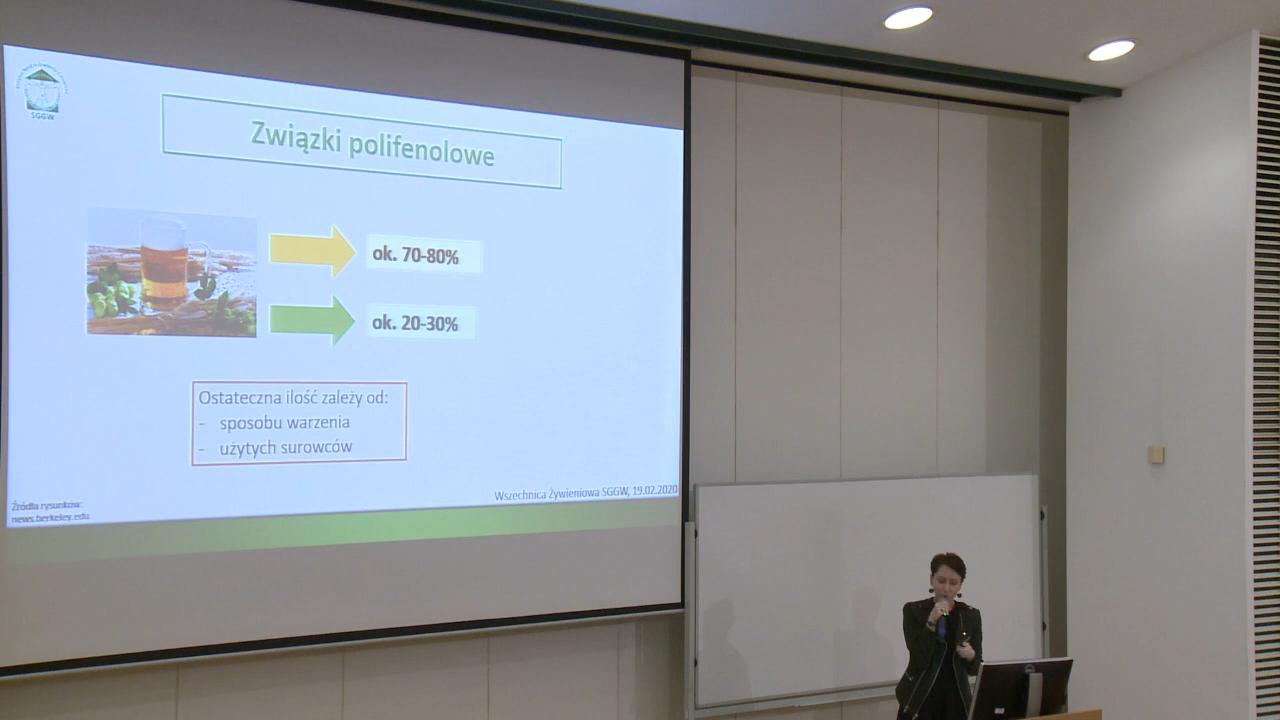 SGGW
Związki polifenolowe
ok. 70-80%
ok. 20-30%
Ostateczna ilość zależy od:
- sposobu warzenia
- użytych surowców
Wszechnica Żywieniowa SGGW, 19.02.2020
Źródła rysunków:
news.berkeley.edu